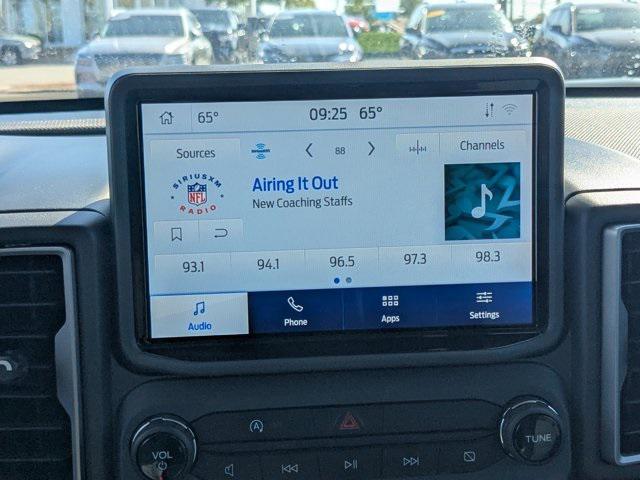 65° 09:25 65°
Sources 88 Channels
SIRIUSXM
NFL
RADIO
Airing It Out
New Coaching Staffs
93.1 94.1 96.5 97.3 98.3
Audio Phone Apps Settings
VOL TUNE